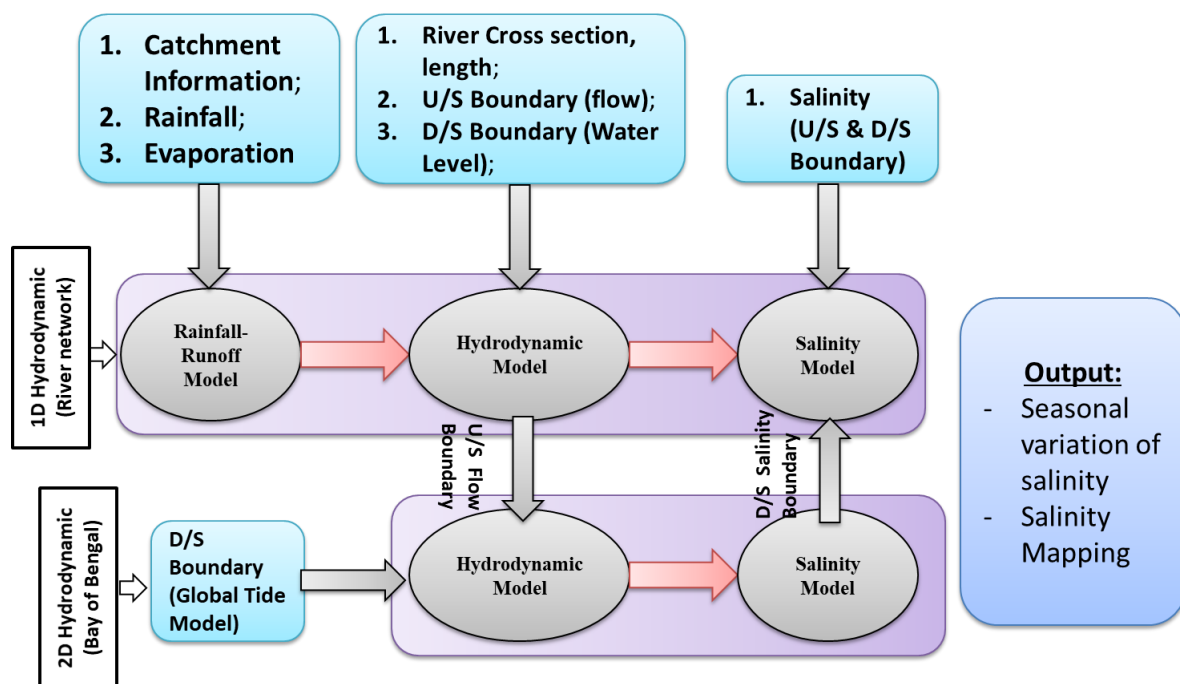 1. Catchment
Information;
2. Rainfall;
3. Evaporation
1. River Cross section,
length;
2. U/S Boundary (flow);
3. D/S Boundary (Water
Level);
1. Salinity
(U/S & D/S
Boundary)
1D Hydrodynamic
(River network)
Rainfall-
Runoff
Model
Hydrodynamic
Model
Salinity
Model
U/S Flow
Boundary
D/S Salinity
Boundary
Output:
- Seasonal
variation of
salinity
- Salinity
Mapping
2D Hydrodynamic
(Bay of Bengal)
D/S
Boundary
(Global Tide
Model)
Hydrodynamic
Model
Salinity
Model